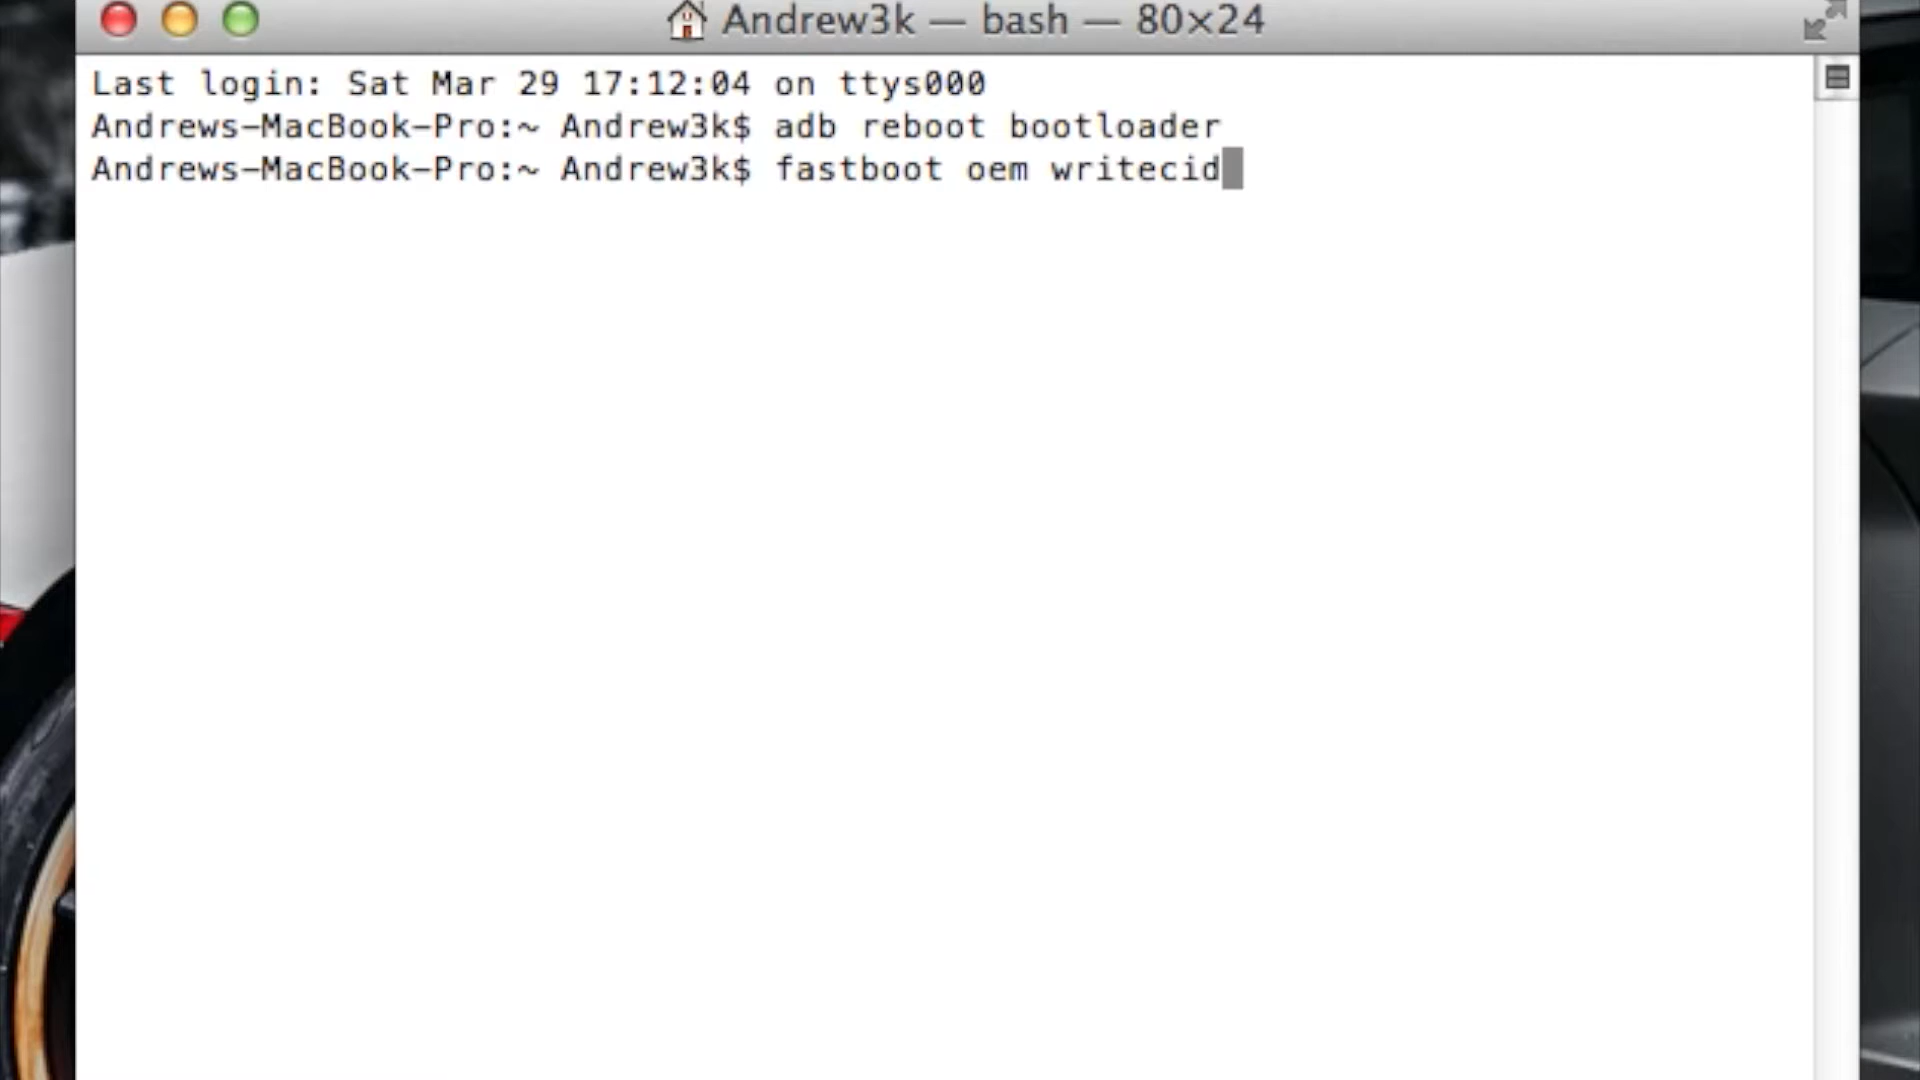 Andrew3k — bash — 80×24
Last login: Sat Mar 29 17:12:04 on ttys000
Andrews-MacBook-Pro:~ Andrew3k$ adb reboot bootloader
Andrews-MacBook-Pro:~ Andrew3k$ fastboot oem writecid